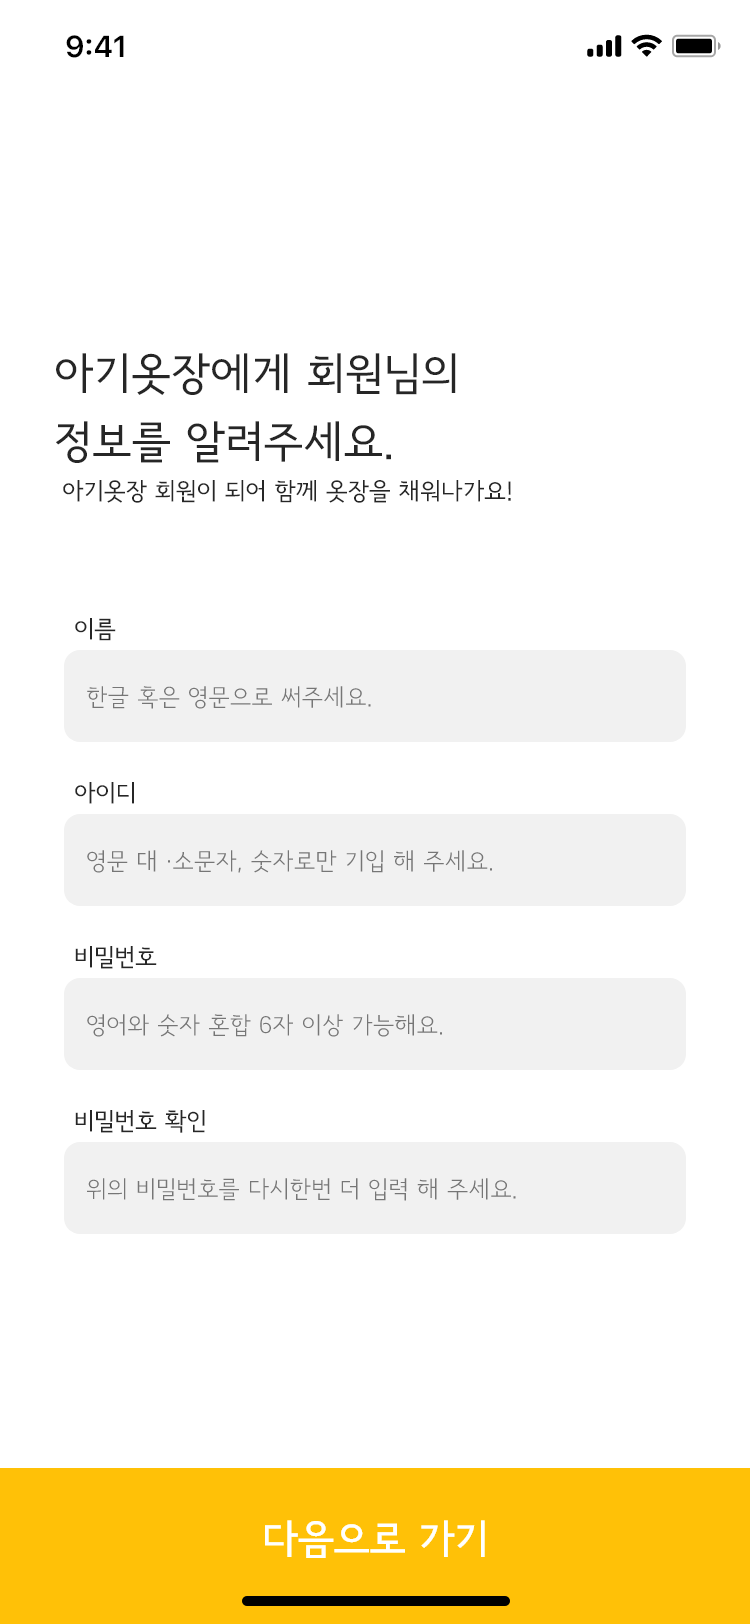 9:41
아기옷장에게 회원님의
정보를 알려주세요.
아기옷장 회원이 되어 함께 옷장을 채워나가요!
이름
한글 혹은 영문으로 써주세요.
아이디
영문 대 ·소문자, 숫자로만 기입 해 주세요.
비밀번호
영어와 숫자 혼합 6자 이상 가능해요.
비밀번호 확인
위의 비밀번호를 다시한번 더 입력 해 주세요.
다음으로 가기